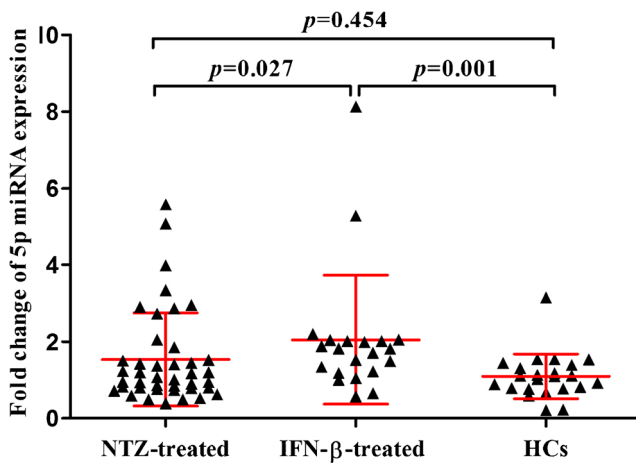 p=0.454
p=0.027
p=0.001
Fold change of 5p miRNA expression
10
8
6
4
2
0
NTZ-treated
IFN-β-treated
HCs